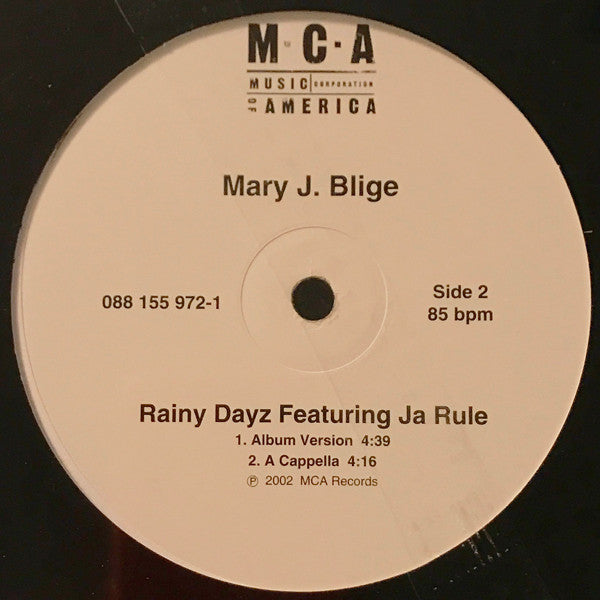 M·C·A
MUSIC CORPORATION
OF AMERICA
Mary J. Blige
088 155 972-1
Side 2
85 bpm
Rainy Dayz Featuring Ja Rule
1. Album Version 4:39
2. A Cappella 4:16
℗ 2002 MCA Records